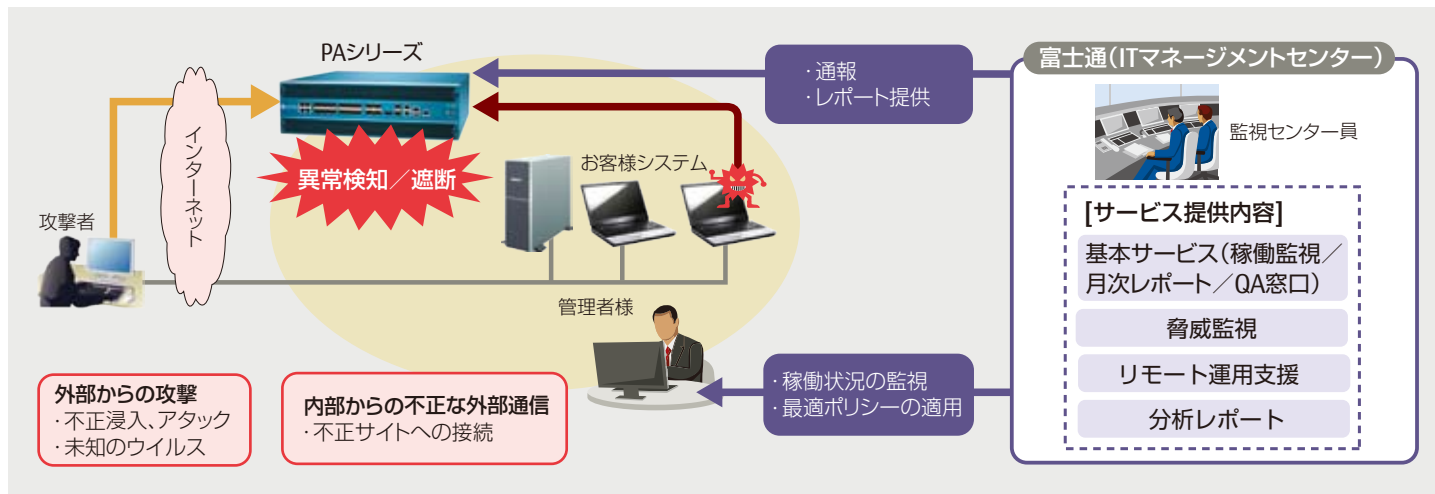 PAシリーズ
・通報
・レポート提供
富士通(ITマネージメントセンター)
監視センター員
インターネット
異常検知／遮断
お客様システム
攻撃者
[サービス提供内容]
基本サービス(稼働監視／
月次レポート／QA窓口)
脅威監視
リモート運用支援
分析レポート
管理者様
・稼働状況の監視
・最適ポリシーの適用
外部からの攻撃
・不正浸入、アタック
・未知のウイルス
内部からの不正な外部通信
・不正サイトへの接続